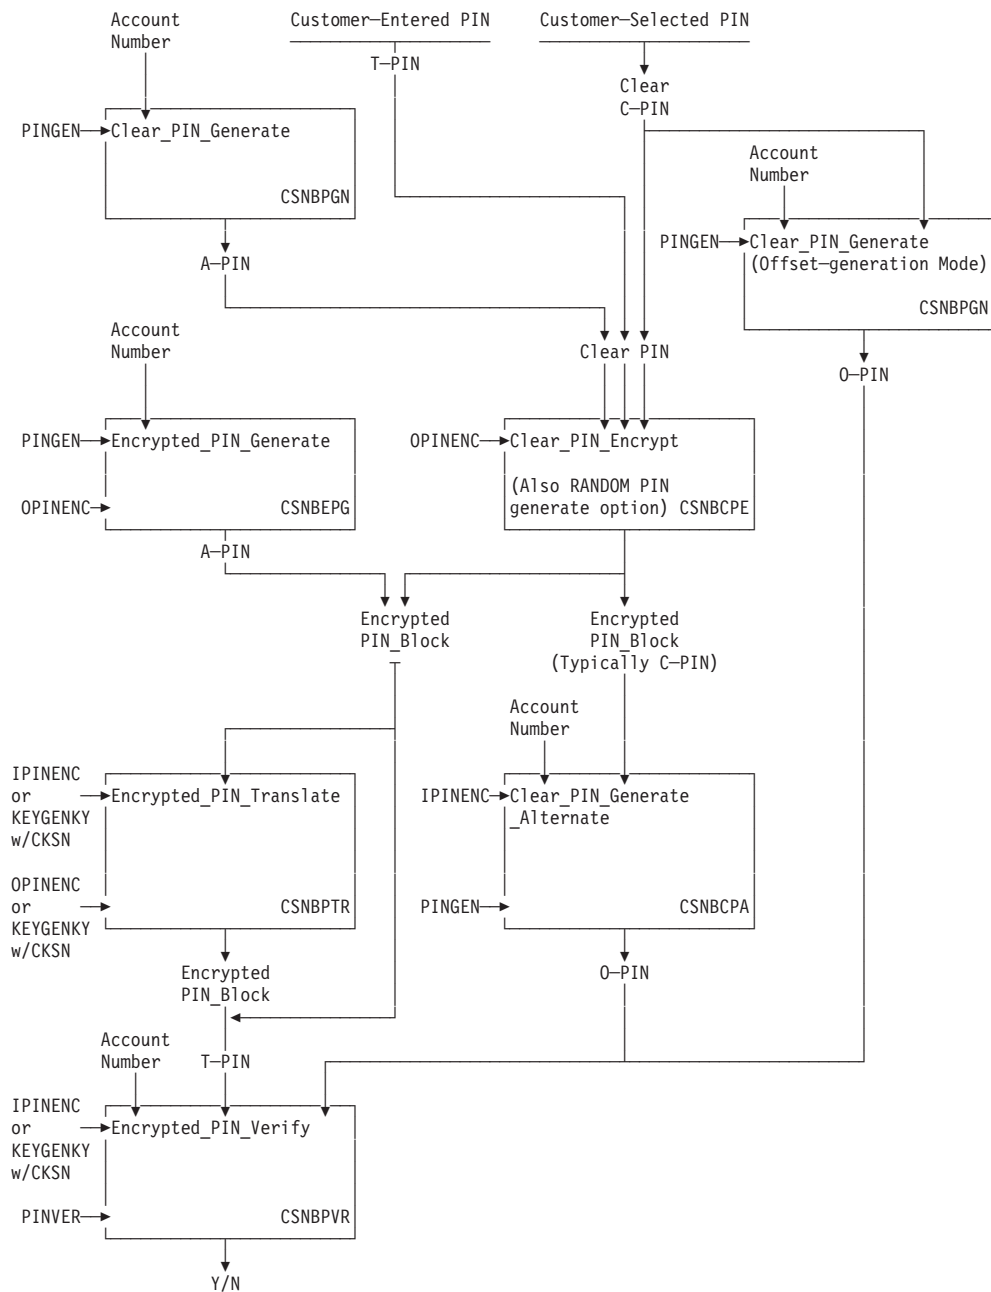 Account
Number
Customer—Entered PIN
Customer—Selected PIN
T—PIN
Clear
C—PIN
PINGEN
Clear_PIN_Generate
CSNBPGN
Account
Number
PINGEN
Clear_PIN_Generate
(Offset—generation Mode)
CSNBPGN
A—PIN
Account
Number
Clear PIN
O—PIN
PINGEN
Encrypted_PIN_Generate
OPINENC
CSNBEPG
OPINENC
Clear_PIN_Encrypt
(Also RANDOM PIN
generate option) CSNBCPE
A—PIN
Encrypted
PIN_Block
Encrypted
PIN_Block
(Typically C—PIN)
Account
Number
IPINENC
or
KEYGENKY
w/CKSN
Encrypted_PIN_Translate
OPINENC
or
KEYGENKY
w/CKSN
CSNBPTR
IPINENC
Clear_PIN_Generate
_Alternate
PINGEN
CSNBCPA
Encrypted
PIN_Block
O—PIN
Account
Number
T—PIN
IPINENC
or
KEYGENKY
w/CKSN
Encrypted_PIN_Verify
PINVER
CSNBPVR
Y/N